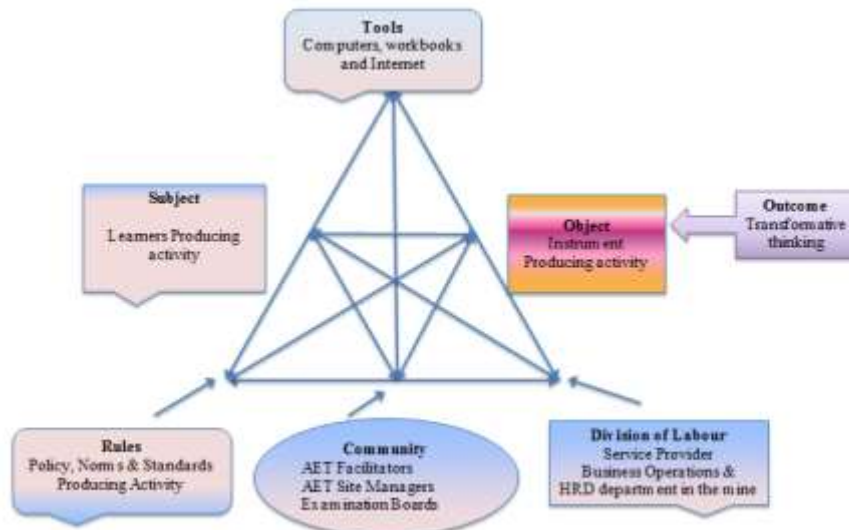 Tools
Computers, workbooks
and Internet
Subject
Learners Producing
activity
Object
Instrument
Producing activity
Outcome
Transformative
thinking
Rules
Policy, Norms & Standards
Producing Activity
Community
AET Facilitators
AET Site Managers
Examination Boards
Division of Labour
Service Provider
Business Operations &
HRD department in the mine